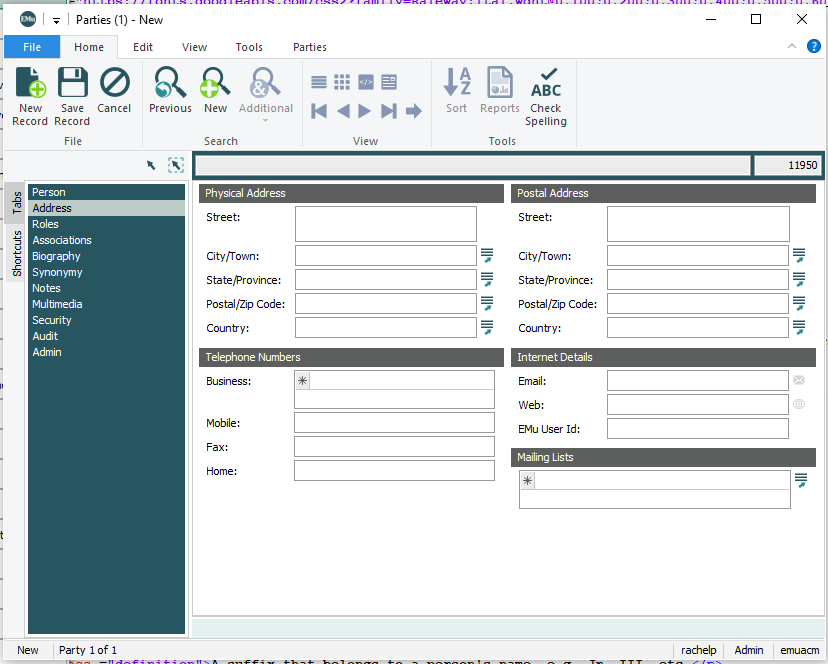 EMu Parties (1) - New
File Home Edit View Tools Parties
New Record Save Record Cancel Previous New Additional Sort Reports Check Spelling
ABC
File Search View Tools
11950
Tabs
Shortcuts
Person
Address
Roles
Associations
Biography
Synonymy
Notes
Multimedia
Security
Audit
Admin
Physical Address
Street:
City/Town:
State/Province:
Postal/Zip Code:
Country:
Postal Address
Street:
City/Town:
State/Province:
Postal/Zip Code:
Country:
Telephone Numbers
Business:
Mobile:
Fax:
Home:
Internet Details
Email:
Web:
EMu User Id:
Mailing Lists
New Party 1 of 1 rachelp Admin emuacm